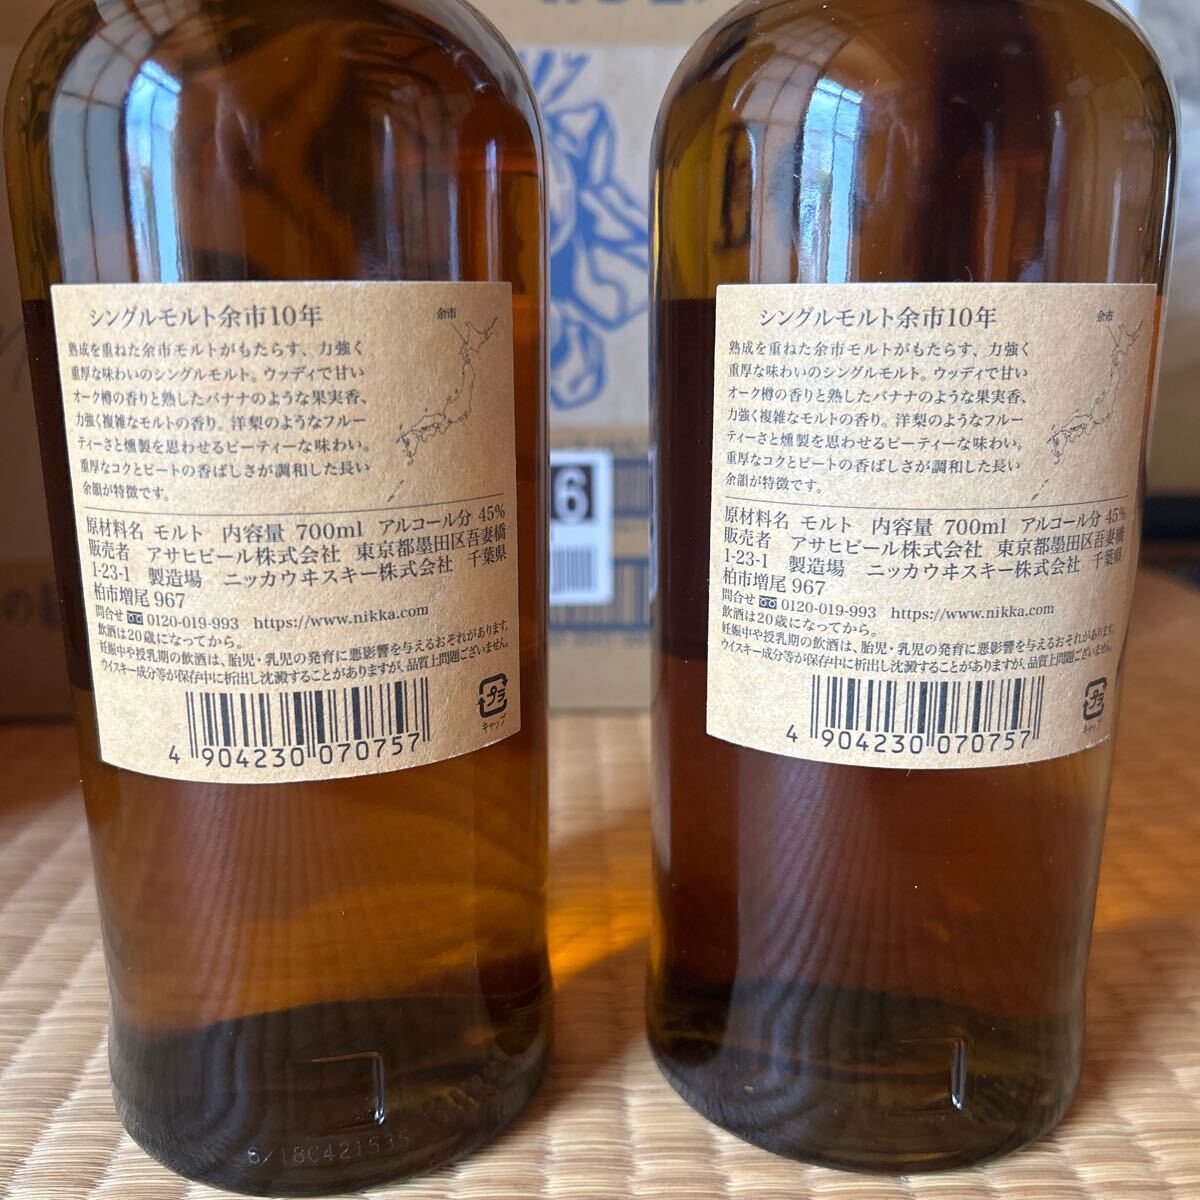 シングルモルト余市10年
余市
熟成を重ねた余市モルトがもたらす、力強く
重厚な味わいのシングルモルト。ウッディで甘い
オーク樽の香りと熟したバナナのような果実香、
力強く複雑なモルトの香り。洋梨のようなフルー
ティーさと燻製を思わせるピーティーな味わい。
重厚なコクとピートの香ばしさが調和した長い
余韻が特徴です。
原材料名 モルト 内容量 700ml アルコール分 45%
販売者 アサヒビール株式会社 東京都墨田区吾妻橋
1-23-1 製造場 ニッカウヰスキー株式会社 千葉県
柏市増尾 967
問合せ 0120-019-993 https://www.nikka.com
飲酒は20歳になってから。
妊娠中や授乳期の飲酒は、胎児・乳児の発育に悪影響を与えるおそれがあります。
ウイスキー成分等が保存中に析出し沈澱することがありますが、品質上問題ございません。
プラ
キャップ
4 904230 070757
6/18C421535
シングルモルト余市10年
余市
熟成を重ねた余市モルトがもたらす、力強く
重厚な味わいのシングルモルト。ウッディで甘い
オーク樽の香りと熟したバナナのような果実香、
力強く複雑なモルトの香り。洋梨のようなフルー
ティーさと燻製を思わせるピーティーな味わい。
重厚なコクとピートの香ばしさが調和した長い
余韻が特徴です。
原材料名 モルト 内容量 700ml アルコール分 45%
販売者 アサヒビール株式会社 東京都墨田区吾妻橋
1-23-1 製造場 ニッカウヰスキー株式会社 千葉県
柏市増尾 967
問合せ 0120-019-993 https://www.nikka.com
飲酒は20歳になってから。
妊娠中や授乳期の飲酒は、胎児・乳児の発育に悪影響を与えるおそれがあります。
ウイスキー成分等が保存中に析出し沈澱することがありますが、品質上問題ございません。
プラ
キャップ
4 904230 070757
6